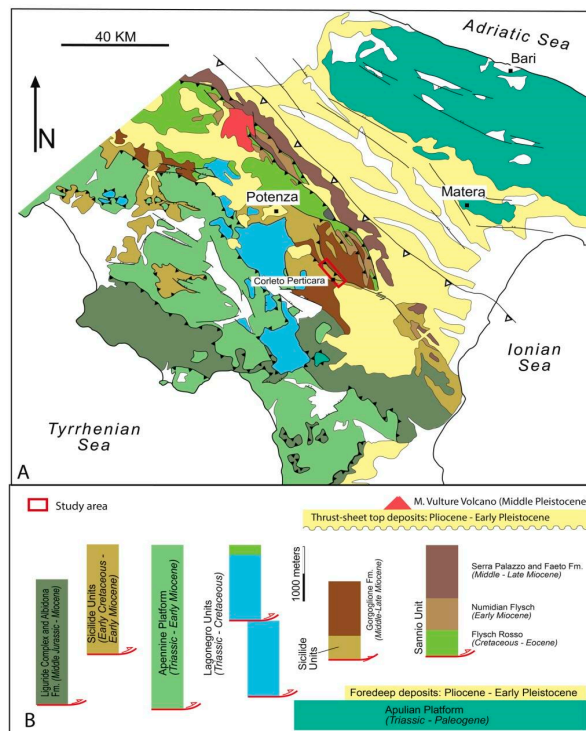 40 KM
Adriatic Sea
Bari
N
Potenza
Matera
Corleto Perticara
Ionian
Sea
Tyrrhenian
Sea
A
Study area
M. Vulture Volcano (Middle Pleistocene
Thrust-sheet top deposits: Pliocene - Early Pleistocene
Liguride Complex and Albidona
Fm. (Middle Jurassic - Miocene)
Sicilide Units
(Early Cretaceous -
Early Miocene)
Apennine Platform
(Triassic - Early Miocene)
Lagonegro Units
(Triassic - Cretaceous)
1000 meters
Sicilide
Units
Gorgoglione Fm.
(Middle-Late Miocene)
Sannio Unit
Serra Palazzo and Faeto Fm.
(Middle - Late Miocene)
Numidian Flysch
(Early Miocene)
Flysch Rosso
(Cretaceous - Eocene)
Foredeep deposits: Pliocene - Early Pleistocene
Apulian Platform
(Triassic - Paleogene)
B